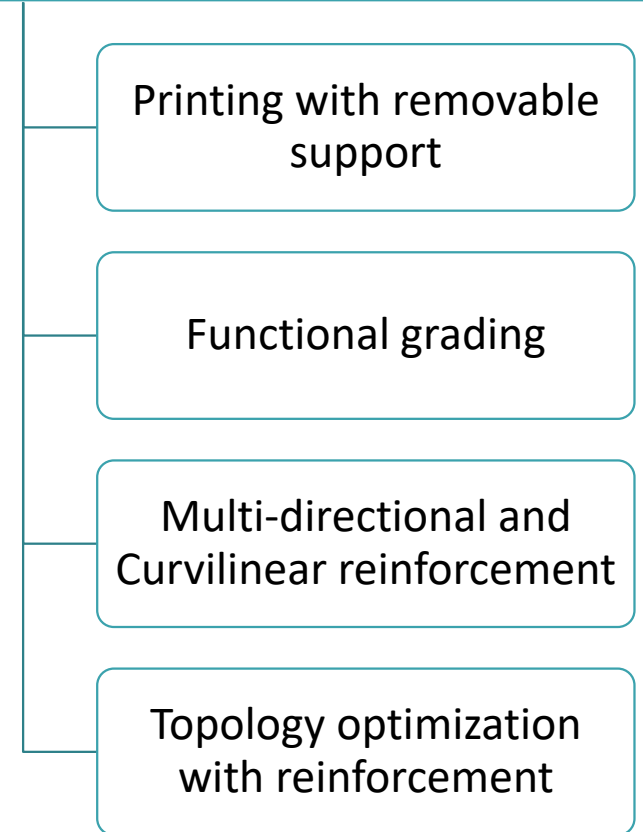 Printing with removable
support
Functional grading
Multi-directional and
Curvilinear reinforcement
Topology optimization
with reinforcement